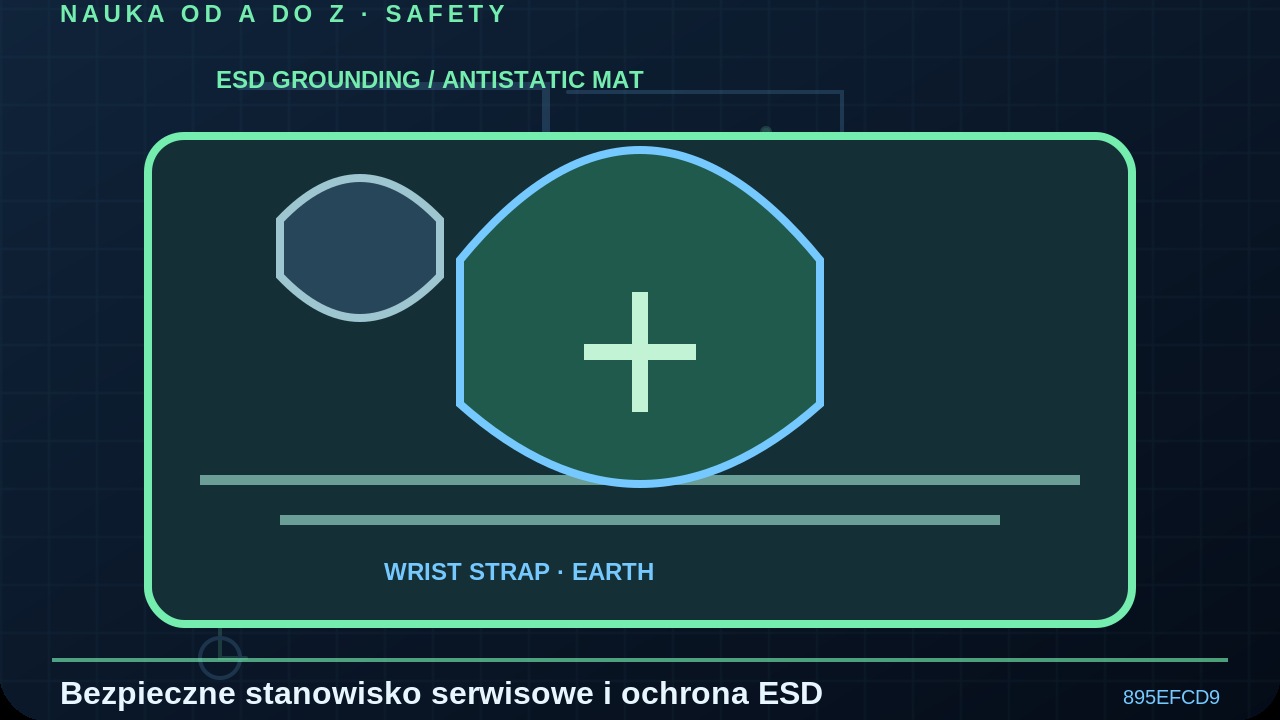 NAUKA OD A DO Z · SAFETY
ESD GROUNDING / ANTISTATIC MAT
WRIST STRAP · EARTH
Bezpieczne stanowisko serwisowe i ochrona ESD
895EFCD9